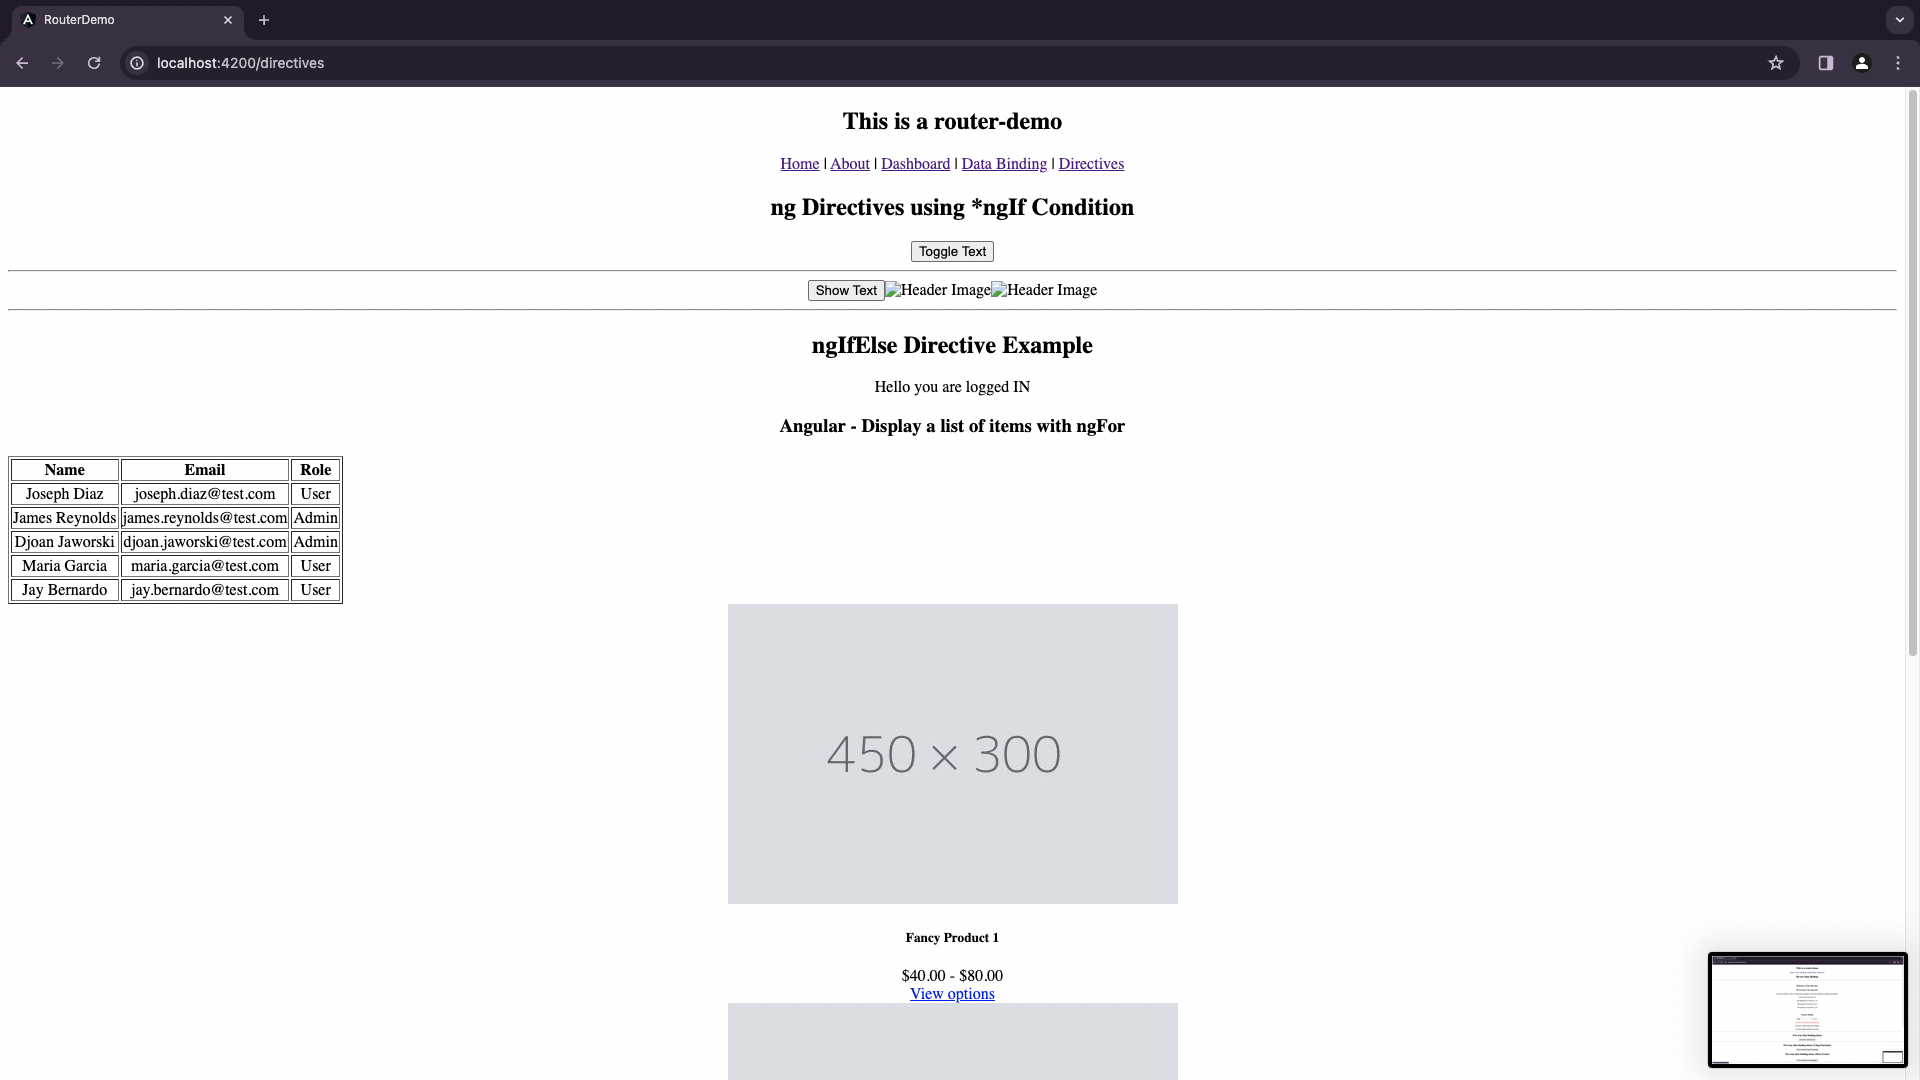 RouterDemo
localhost:4200/directives
This is a router-demo
Home | About | Dashboard | Data Binding | Directives
ng Directives using *ngIf Condition
Toggle Text
Show Text Header Image Header Image
ngIfElse Directive Example
Hello you are logged IN
Angular - Display a list of items with ngFor
Name Email Role
Joseph Diaz joseph.diaz@test.com User
James Reynolds james.reynolds@test.com Admin
Djoan Jaworski djoan.jaworski@test.com Admin
Maria Garcia maria.garcia@test.com User
Jay Bernardo jay.bernardo@test.com User
450 × 300
Fancy Product 1
$40.00 - $80.00
View options